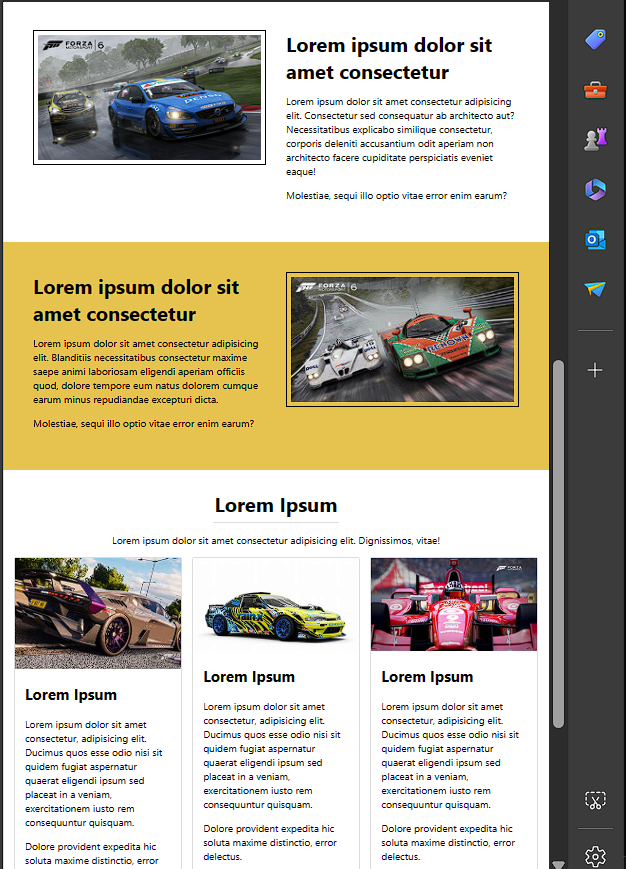 FORZA
MOTORSPORT 6
DENSO
Lorem ipsum dolor sit
amet consectetur
Lorem ipsum dolor sit amet consectetur adipisicing
elit. Consectetur sed consequatur ab architecto aut?
Necessitatibus explicabo similique consectetur,
corporis deleniti accusantium odit aperiam non
architecto facere cupiditate perspiciatis eveniet
eaque!
Molestiae, sequi illo optio vitae error enim earum?
Lorem ipsum dolor sit
amet consectetur
Lorem ipsum dolor sit amet consectetur adipisicing
elit. Blanditiis necessitatibus consectetur maxime
saepe animi laboriosam eligendi aperiam officiis
quod, dolore tempore eum natus dolorem cumque
earum minus repudiandae excepturi dicta.
Molestiae, sequi illo optio vitae error enim earum?
FORZA
MOTORSPORT 6
RENOWN
Lorem Ipsum
Lorem ipsum dolor sit amet consectetur adipisicing elit. Dignissimos, vitae!
Lorem Ipsum
Lorem ipsum dolor sit amet
consectetur, adipisicing elit.
Ducimus quos esse odio nisi sit
quidem fugiat aspernatur
quaerat eligendi ipsum sed
placeat in a veniam,
exercitationem iusto rem
consequuntur quisquam.
Dolore provident expedita hic
soluta maxime distinctio, error
Lorem Ipsum
Lorem ipsum dolor sit amet
consectetur, adipisicing elit.
Ducimus quos esse odio nisi sit
quidem fugiat aspernatur
quaerat eligendi ipsum sed
placeat in a veniam,
exercitationem iusto rem
consequuntur quisquam.
Dolore provident expedita hic
soluta maxime distinctio, error
delectus.
FORZA
Lorem Ipsum
Lorem ipsum dolor sit amet
consectetur, adipisicing elit.
Ducimus quos esse odio nisi sit
quidem fugiat aspernatur
quaerat eligendi ipsum sed
placeat in a veniam,
exercitationem iusto rem
consequuntur quisquam.
Dolore provident expedita hic
soluta maxime distinctio, error
delectus.